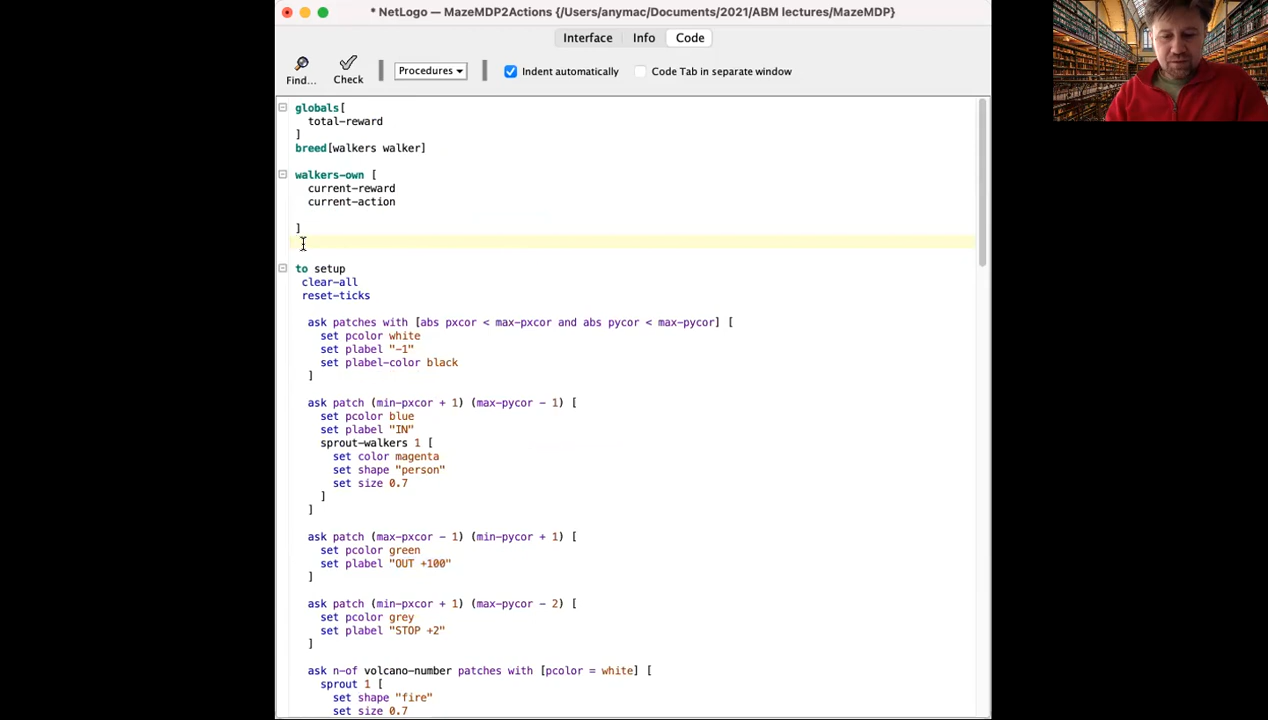 * NetLogo — MazeMDP2Actions {/Users/anymac/Documents/2021/ABM lectures/MazeMDP}
Interface Info Code
Find... Check Procedures Indent automatically Code Tab in separate window
globals[
total-reward
]
breed[walkers walker]
walkers-own [
current-reward
current-action
]
to setup
clear-all
reset-ticks
ask patches with [abs pxcor < max-pxcor and abs pycor < max-pycor] [
set pcolor white
set plabel "-1"
set plabel-color black
]
ask patch (min-pxcor + 1) (max-pycor - 1) [
set pcolor blue
set plabel "IN"
sprout-walkers 1 [
set color magenta
set shape "person"
set size 0.7
]
]
ask patch (max-pxcor - 1) (min-pycor + 1) [
set pcolor green
set plabel "OUT +100"
]
ask patch (min-pxcor + 1) (max-pycor - 2) [
set pcolor grey
set plabel "STOP +2"
]
ask n-of volcano-number patches with [pcolor = white] [
sprout 1 [
set shape "fire"
set size 0.7